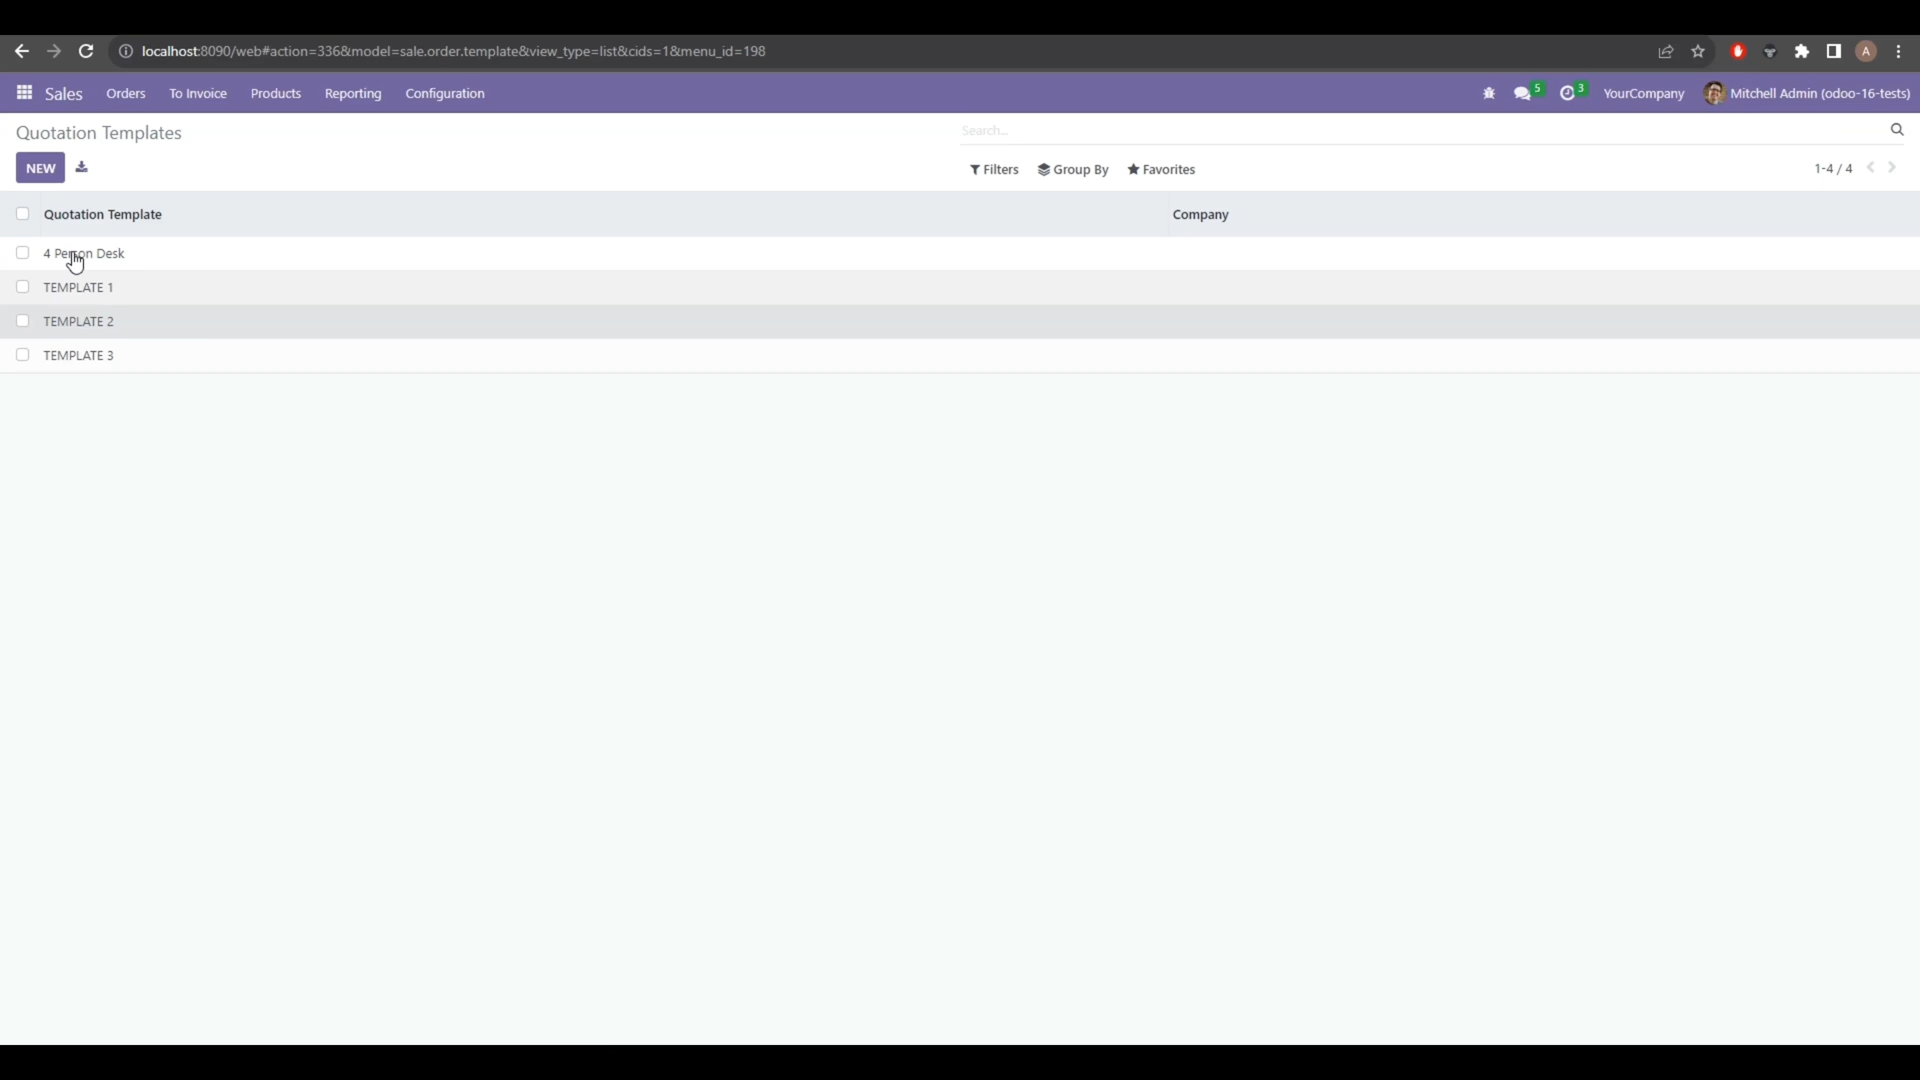 localhost:8090/web#action=336&model=sale.order.template&view_type=list&cids=1&menu_id=198
A
Sales Orders To Invoice Products Reporting Configuration 5 3 YourCompany Mitchell Admin (odoo-16-tests)
Quotation Templates Search...
NEW Filters Group By Favorites 1-4 / 4
Quotation Template Company
4 Person Desk
TEMPLATE 1
TEMPLATE 2
TEMPLATE 3